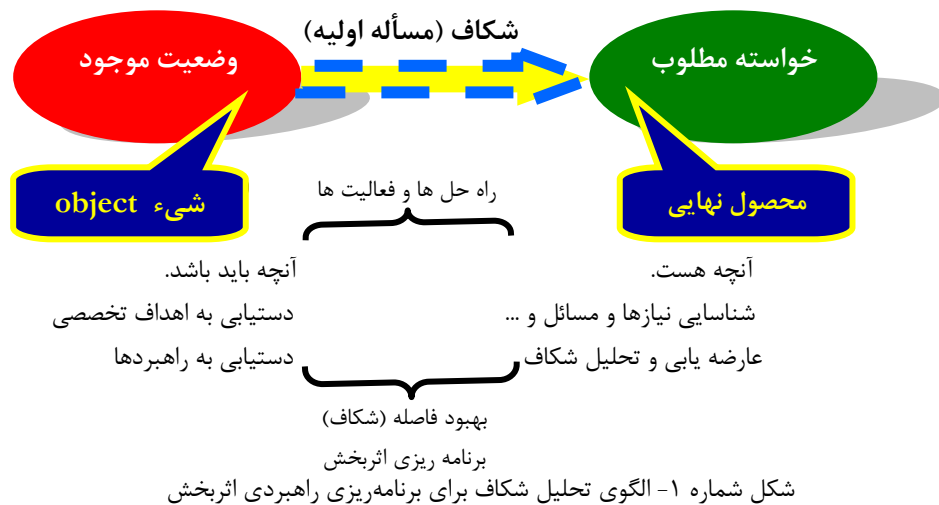 شکاف (مسأله اولیه)
خواسته مطلوب
وضعیت موجود
محصول نهایی
شیء object
راه حل ها و فعالیت ها
آنچه هست.
آنچه باید باشد.
شناسایی نیازها و مسائل و ...
دستیابی به اهداف تخصصی
عارضه یابی و تحلیل شکاف
دستیابی به راهبردها
بهبود فاصله (شکاف)
برنامه ریزی اثربخش
شکل شماره ۱- الگوی تحلیل شکاف برای برنامه‌ریزی راهبردی اثربخش